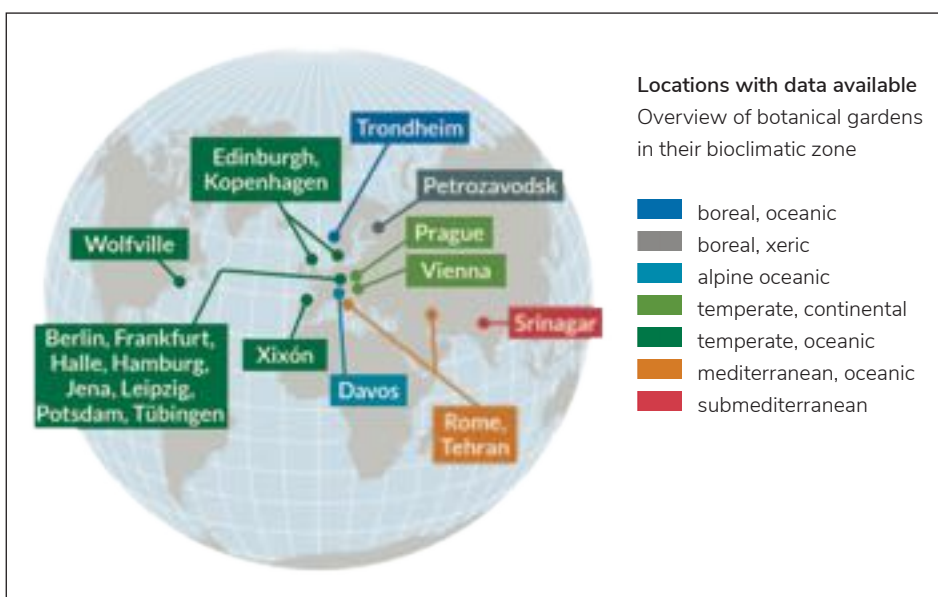 Trondheim
Edinburgh,
Kopenhagen
Petrozavodsk
Prague
Wolfville
Vienna
Srinagar
Berlin, Frankfurt,
Halle, Hamburg,
Jena, Leipzig,
Potsdam, Tübingen
Xixón
Davos
Rome,
Tehran
Locations with data available
Overview of botanical gardens
in their bioclimatic zone
boreal, oceanic
boreal, xeric
alpine oceanic
temperate, continental
temperate, oceanic
mediterranean, oceanic
submediterranean